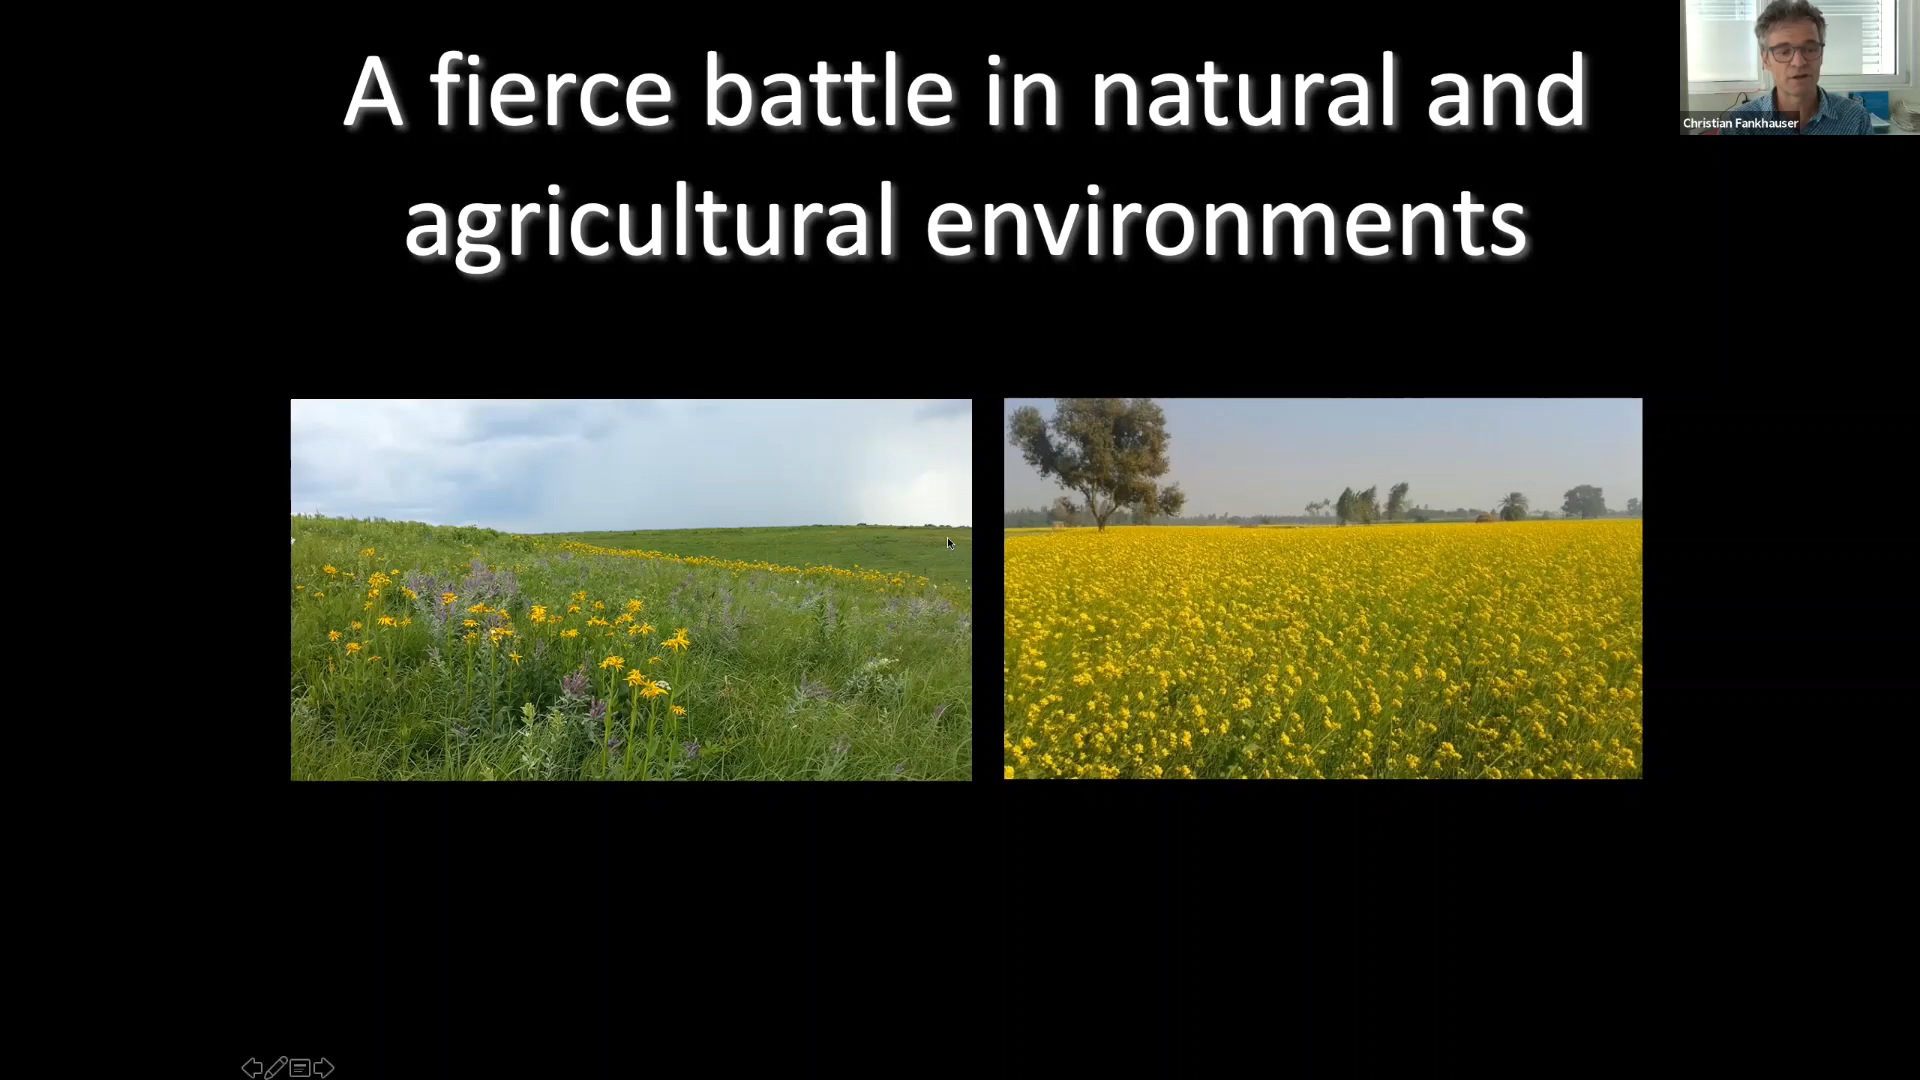 A fierce battle in natural and
agricultural environments
Christian Fankhauser